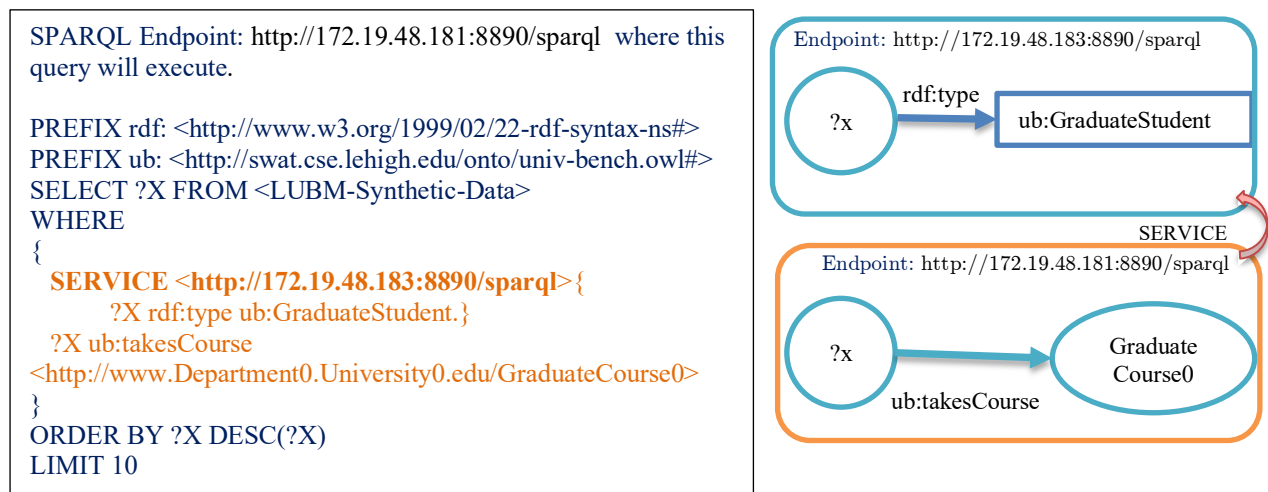 SPARQL Endpoint: http://172.19.48.181:8890/sparql where this
query will execute.
PREFIX rdf: <http://www.w3.org/1999/02/22-rdf-syntax-ns#>
PREFIX ub: <http://swat.cse.lehigh.edu/onto/univ-bench.owl#>
SELECT ?X FROM <LUBM-Synthetic-Data>
WHERE
{
SERVICE <http://172.19.48.183:8890/sparql>{
?X rdf:type ub:GraduateStudent.}
?X ub:takesCourse
<http://www.Department0.University0.edu/GraduateCourse0>
}
ORDER BY ?X DESC(?X)
LIMIT 10
Endpoint: http://172.19.48.183:8890/sparql
?x
rdf:type
ub:GraduateStudent
SERVICE
Endpoint: http://172.19.48.181:8890/sparql
?x
ub:takesCourse
Graduate
Course0